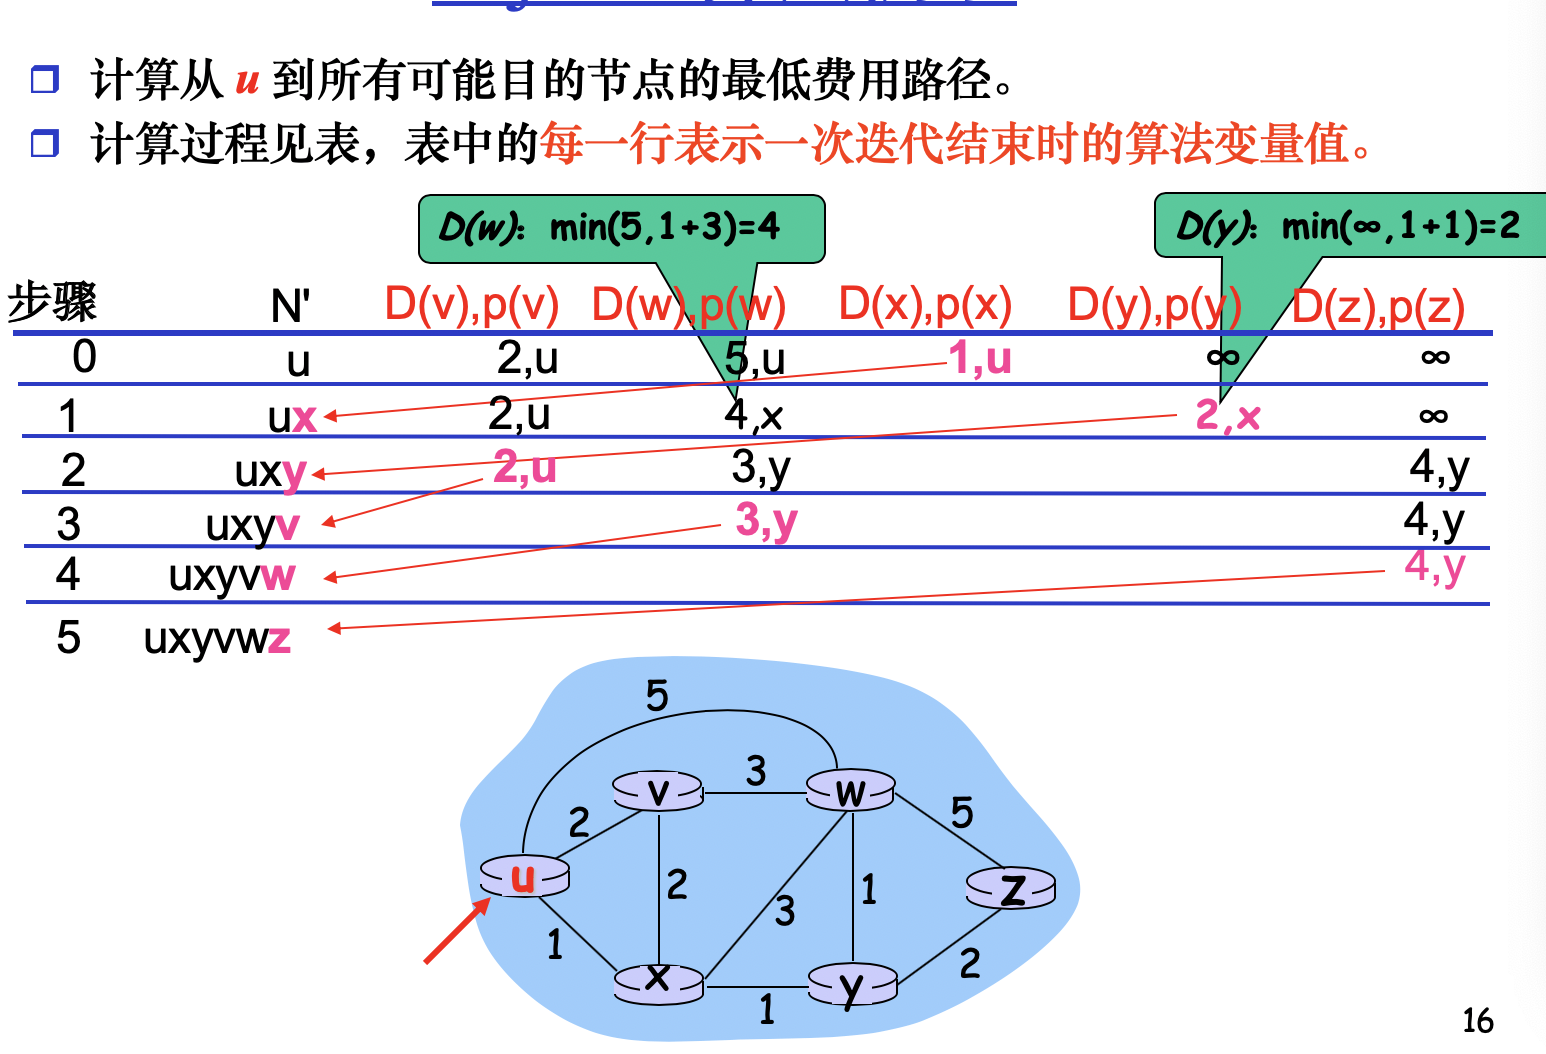 计算从 u 到所有可能目的节点的最低费用路径。
计算过程见表，表中的每一行表示一次迭代结束时的算法变量值。
D(w)： min(5,1+3)=4
D(y)： min(∞,1+1)=2
步骤 N' D(v),p(v) D(w),p(w) D(x),p(x) D(y),p(y) D(z),p(z)
0 u 2,u 5,u 1,u ∞ ∞
1 ux 2,u 4,x 2,x ∞
2 uxy 2,u 3,y 4,y
3 uxyv 3,y 4,y
4 uxyvw 4,y
5 uxyvwz
5
v 3 w
2 5
u 2 3 1 z
1 2
x 1 y
16